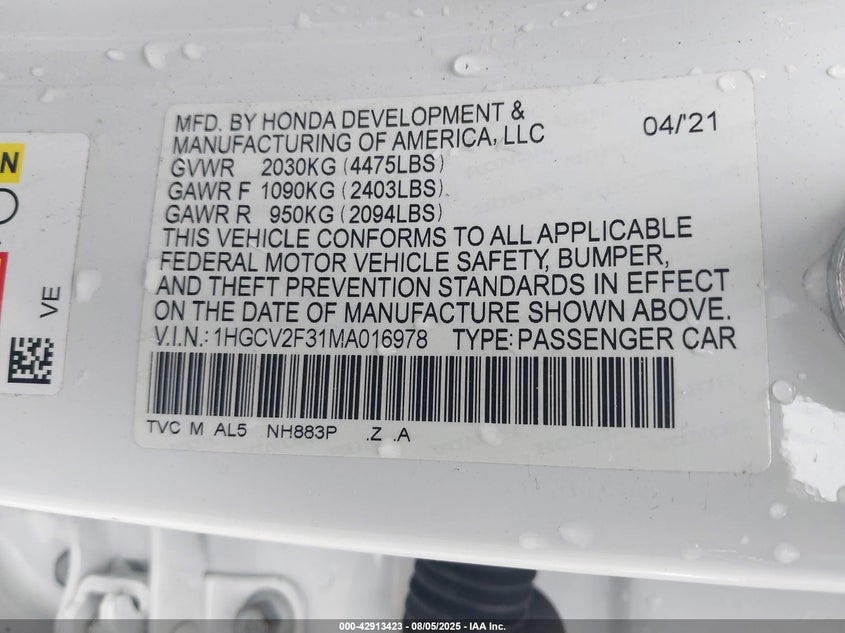 MFD. BY HONDA DEVELOPMENT &
MANUFACTURING OF AMERICA, LLC
04/'21
GVWR 2030KG (4475LBS)
GAWR F 1090KG (2403LBS).
GAWR R 950KG (2094LBS)
THIS VEHICLE CONFORMS TO ALL APPLICABLE
FEDERAL MOTOR VEHICLE SAFETY, BUMPER,
AND THEFT PREVENTION STANDARDS IN EFFECT
ON THE DATE OF MANUFACTURE SHOWN ABOVE.
V.I.N.: 1HGCV2F31MA016978 TYPE: PASSENGER CAR
TVC M AL5 NH883P .Z .A
N
VE
000-42913423 - 08/05/2025 - IAA Inc.